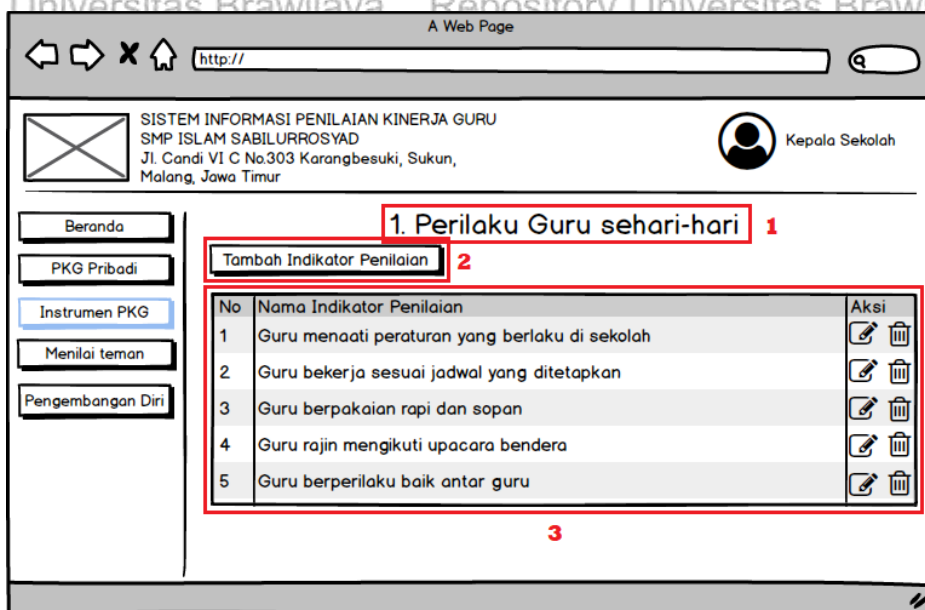 Universitas Brawijaya Repository Universitas Braw
A Web Page
http://
SISTEM INFORMASI PENILAIAN KINERJA GURU
SMP ISLAM SABILURROSYAD
Jl. Candi VI C No.303 Karangbesuki, Sukun,
Malang, Jawa Timur
Kepala Sekolah
Beranda
PKG Pribadi
Instrumen PKG
Menilai teman
Pengembangan Diri
1. Perilaku Guru sehari-hari 1
Tambah Indikator Penilaian 2
No Nama Indikator Penilaian Aksi
1 Guru menaati peraturan yang berlaku di sekolah
2 Guru bekerja sesuai jadwal yang ditetapkan
3 Guru berpakaian rapi dan sopan
4 Guru rajin mengikuti upacara bendera
5 Guru berperilaku baik antar guru
3